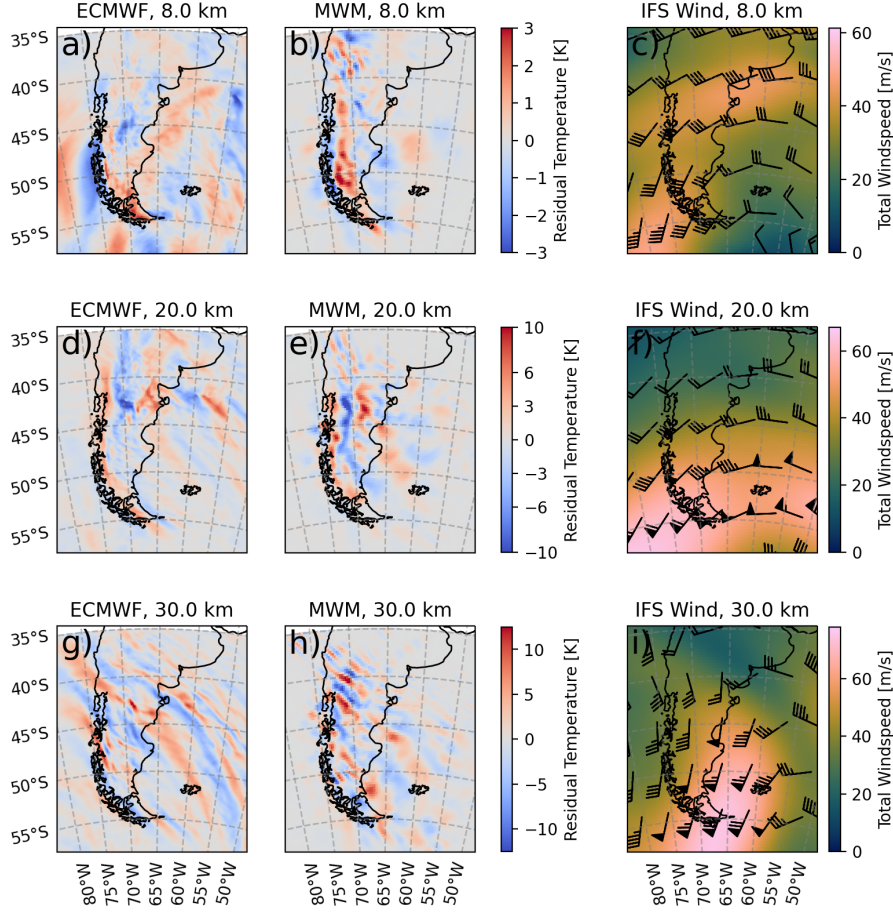 ECMWF, 8.0 km
MWM, 8.0 km
IFS Wind, 8.0 km
a)
b)
c)
35°S
40°S
45°S
50°S
55°S
3
2
1
0
−1
−2
−3
Residual Temperature [K]
60
40
20
0
Total Windspeed [m/s]
ECMWF, 20.0 km
MWM, 20.0 km
IFS Wind, 20.0 km
d)
e)
f)
35°S
40°S
45°S
50°S
55°S
10
6
3
0
−3
−6
−10
Residual Temperature [K]
60
40
20
0
Total Windspeed [m/s]
ECMWF, 30.0 km
MWM, 30.0 km
IFS Wind, 30.0 km
g)
h)
i)
35°S
40°S
45°S
50°S
55°S
10
5
0
−5
−10
Residual Temperature [K]
60
40
20
0
Total Windspeed [m/s]
80°W
75°W
70°W
65°W
60°W
55°W
50°W
80°W
75°W
70°W
65°W
60°W
55°W
50°W
80°W
75°W
70°W
65°W
60°W
55°W
50°W